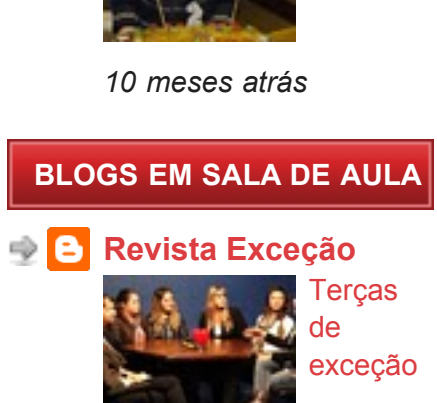 10 meses atrás
BLOGS EM SALA DE AULA
Revista Exceção
Terças
de
exceção